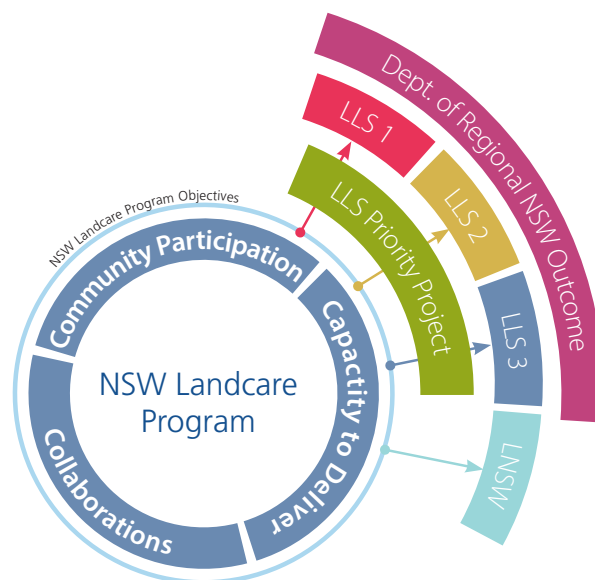 Dept. of Regional NSW Outcome
LLS 1
LLS 2
LLS 3
LNSW
LLS Priority Project
NSW Landcare Program Objectives
Community Participation
Capactity to Deliver
Collaborations
NSW Landcare
Program